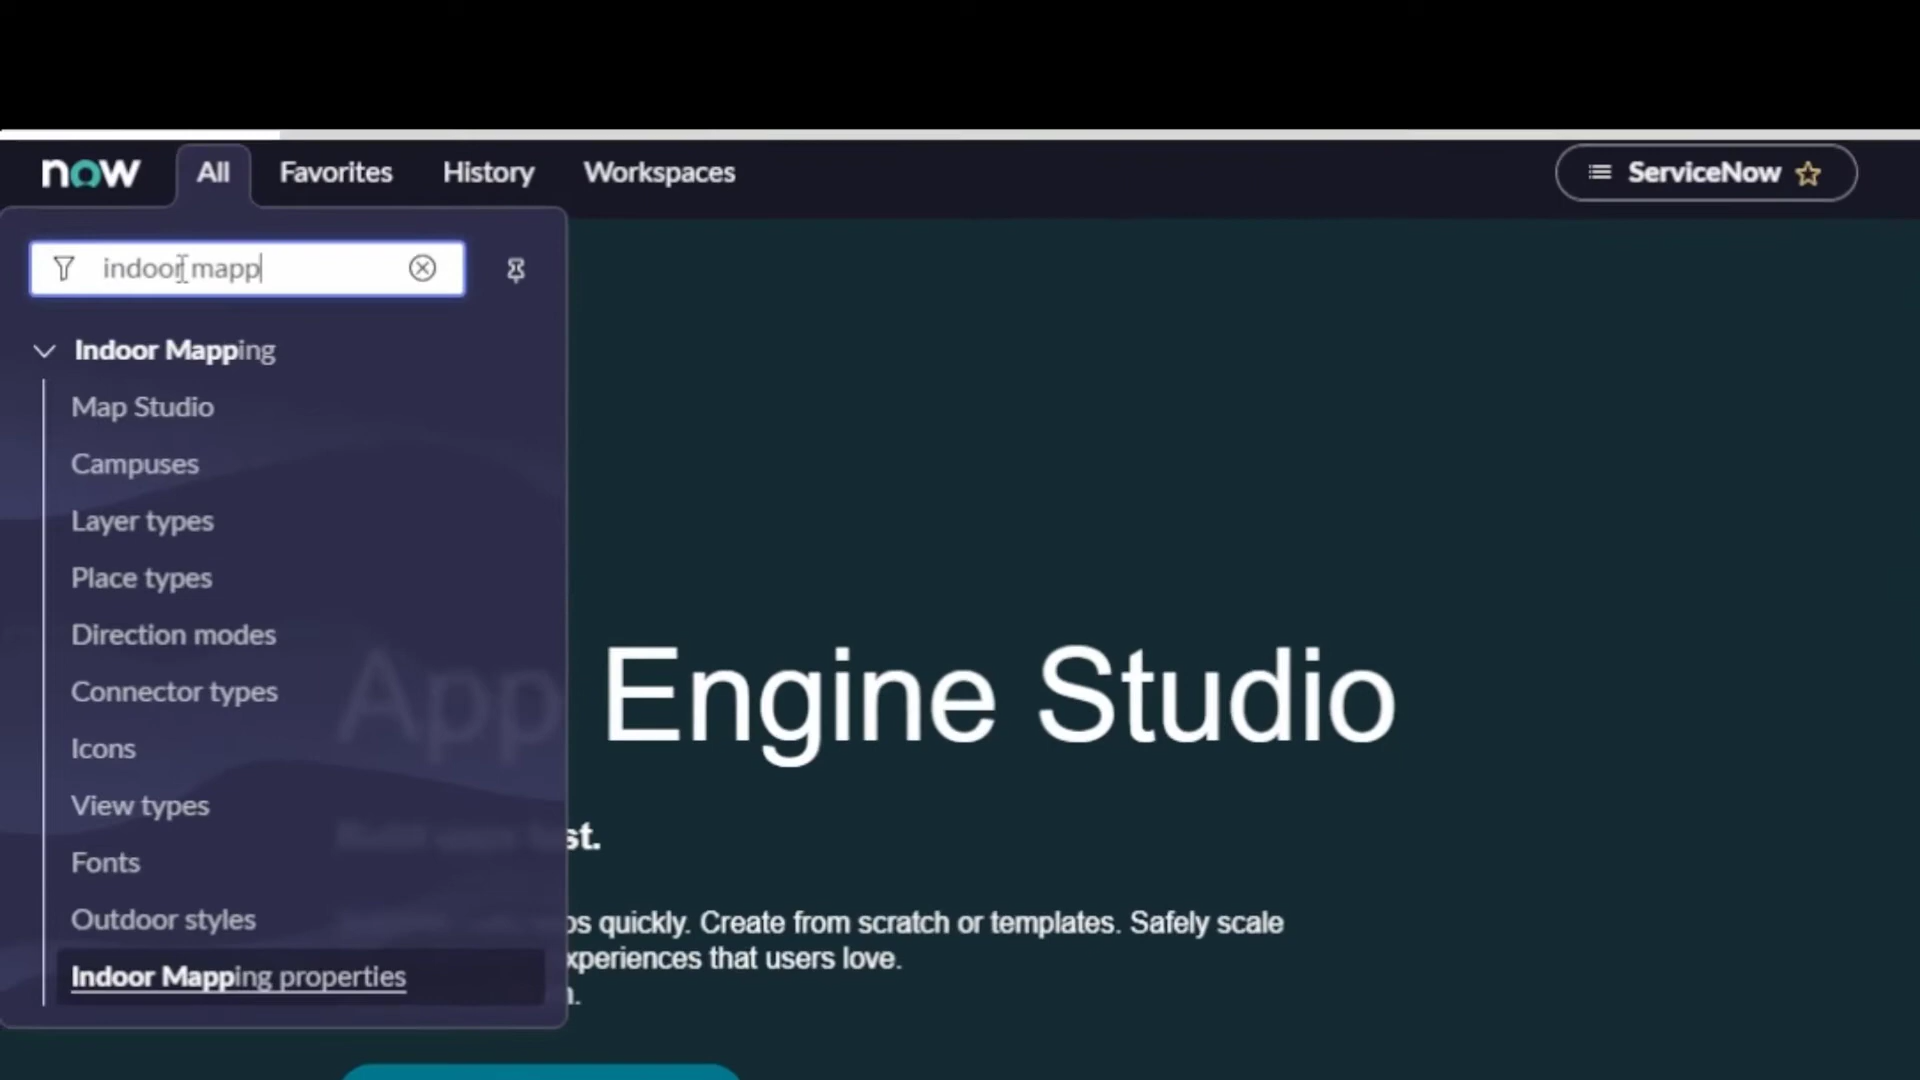 now All Favorites History Workspaces ServiceNow
indoor mapp
Indoor Mapping
Map Studio
Campuses
Layer types
Place types
Direction modes
Connector types
Icons
View types
Fonts
Outdoor styles
Indoor Mapping properties
App Engine Studio
st.
ps quickly. Create from scratch or templates. Safely scale
xperiences that users love.